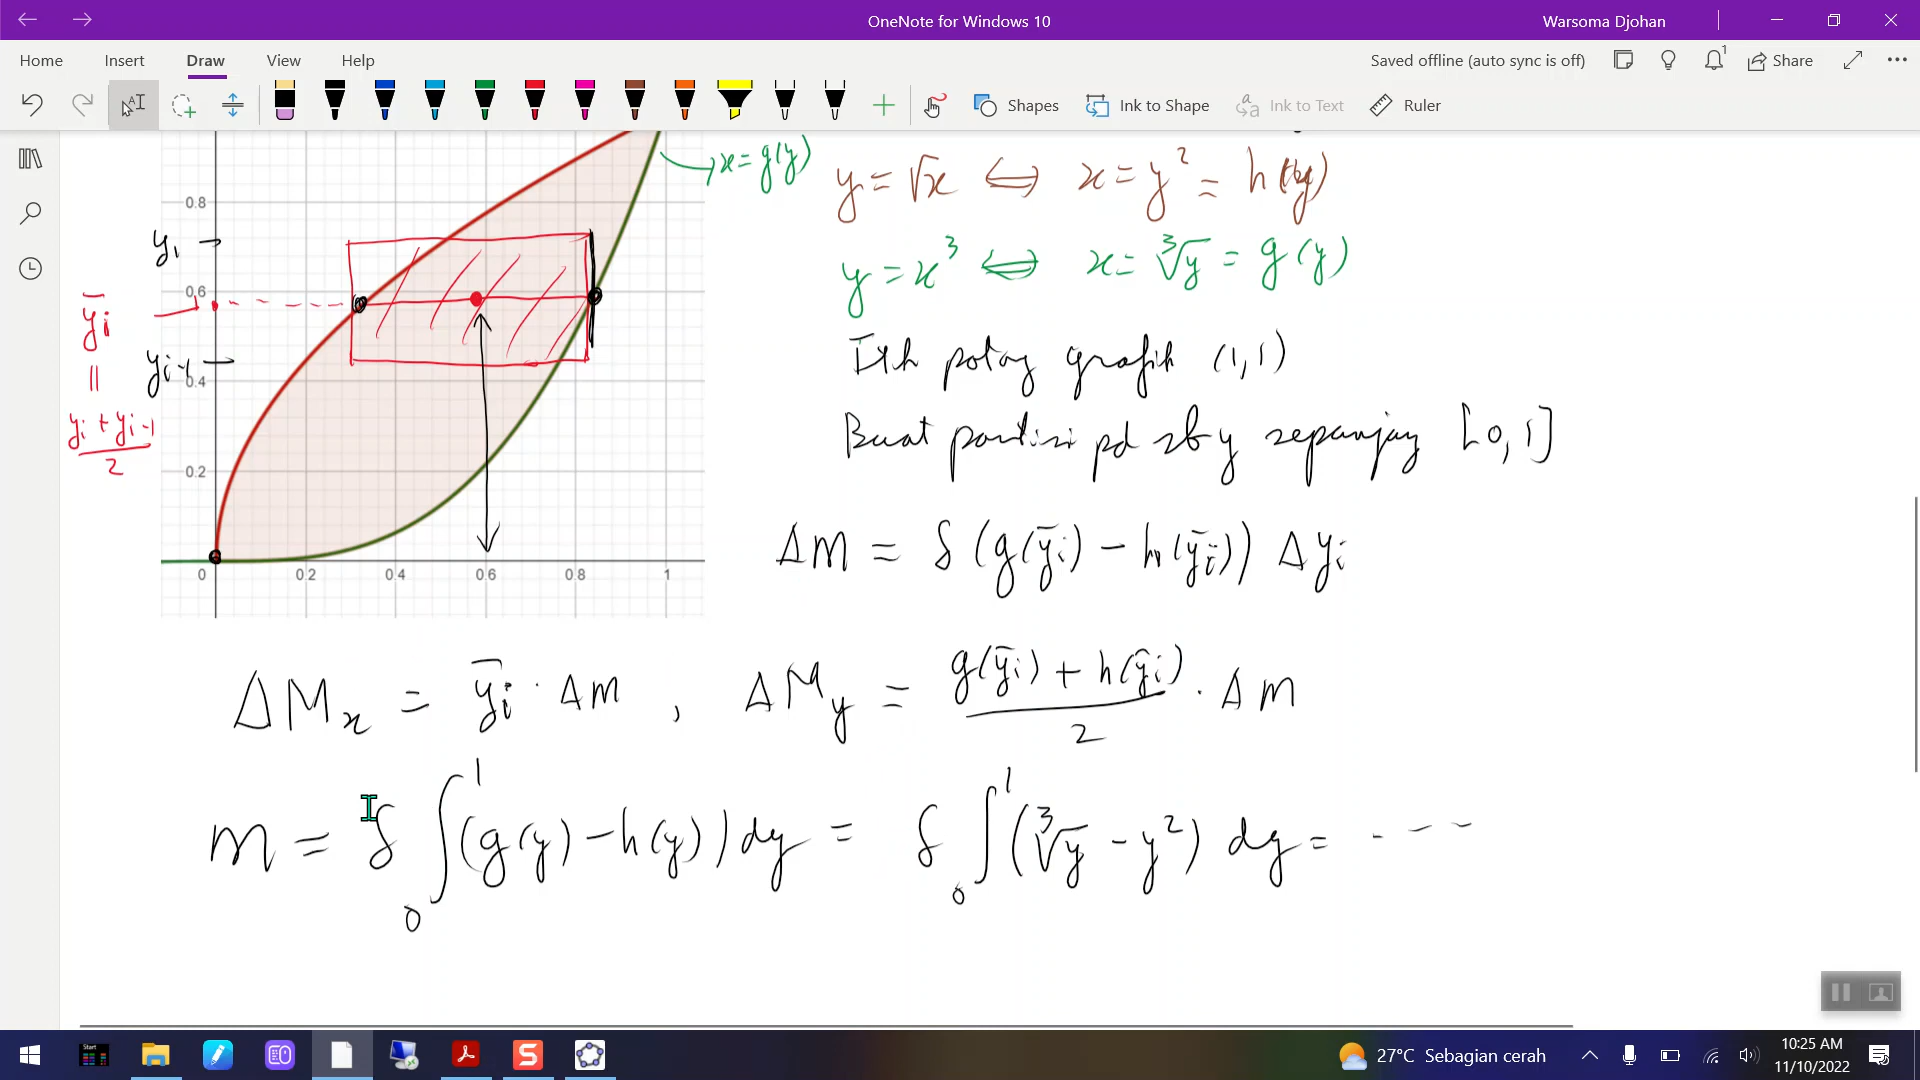 OneNote for Windows 10
Warsoma Djohan
Home Insert Draw View Help
Saved offline (auto sync is off)
1
Share
Shapes
Ink to Shape
Ink to Text
Ruler
x = g(y)
y = √x ⇔ x = y² = h(y)
y = x³ ⇔ x = ∛y = g(y)
0.8
0.6
0.4
0.2
0 0.2 0.4 0.6 0.8 1
y₁ →
ȳi
yi-1 →
=
yi + yi-1
2
potong grafik (1,1)
Buat partisi pd sb y sepanjang [0,1]
Δm = δ (g(ȳi) − h(ȳi)) Δyi
ΔMx = ȳi · Δm , ΔMy = (g(ȳi) + h(ȳi))/2 · Δm
m = δ ∫₀¹ (g(y) − h(y)) dy = δ ∫₀¹ (∛y − y²) dy = - - -
27°C Sebagian cerah
10:25 AM
11/10/2022